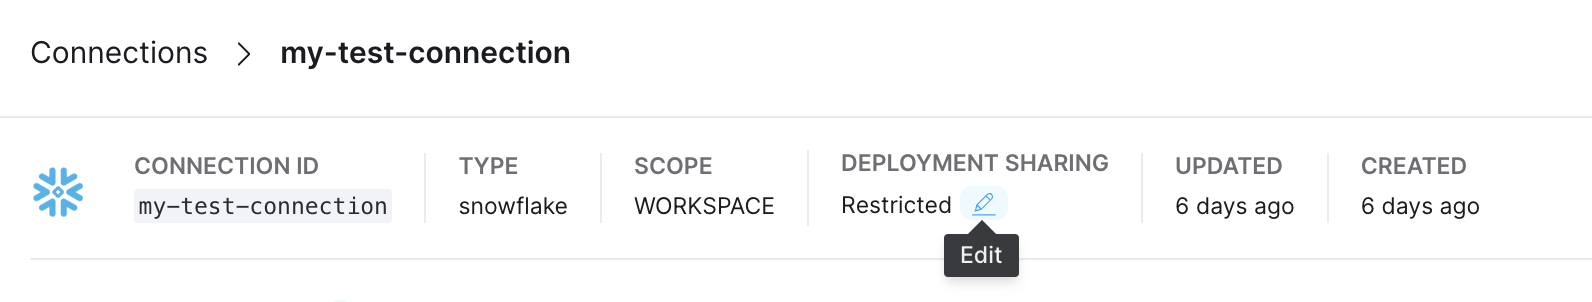 Connections > my-test-connection
CONNECTION ID
my-test-connection
TYPE
snowflake
SCOPE
WORKSPACE
DEPLOYMENT SHARING
Restricted
Edit
UPDATED
6 days ago
CREATED
6 days ago